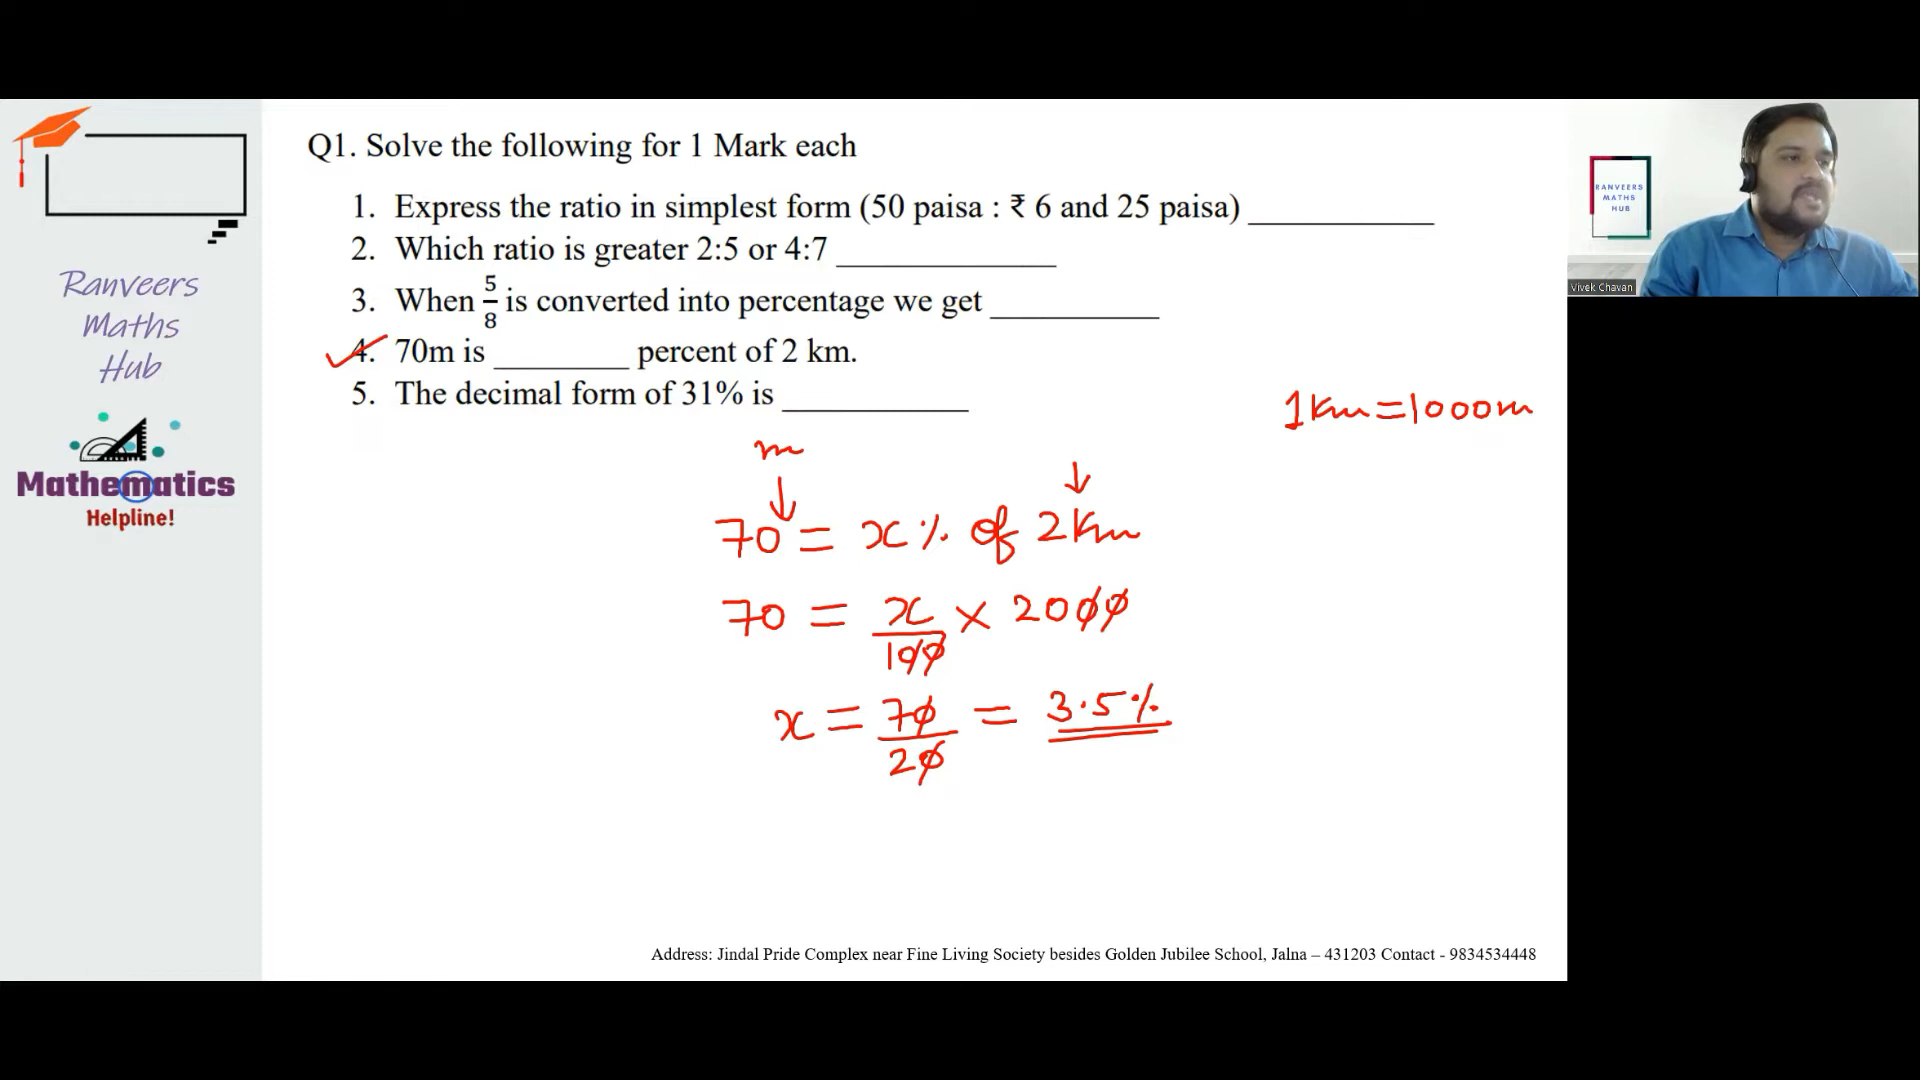 Ranveers
Maths
Hub
Mathematics
Helpline!
Q1. Solve the following for 1 Mark each
1. Express the ratio in simplest form (50 paisa : ₹ 6 and 25 paisa) ___________
2. Which ratio is greater 2:5 or 4:7 _____________
3. When 5/8 is converted into percentage we get __________
4. 70m is ________ percent of 2 km.
5. The decimal form of 31% is ___________
1Km=1000m
m
↓ ↓
70 = x% of 2Km
70 = x/100 × 2000
x = 70/20 = 3.5%
Address: Jindal Pride Complex near Fine Living Society besides Golden Jubilee School, Jalna – 431203 Contact - 9834534448
RANVEERS
MATHS
HUB
Vivek Chavan